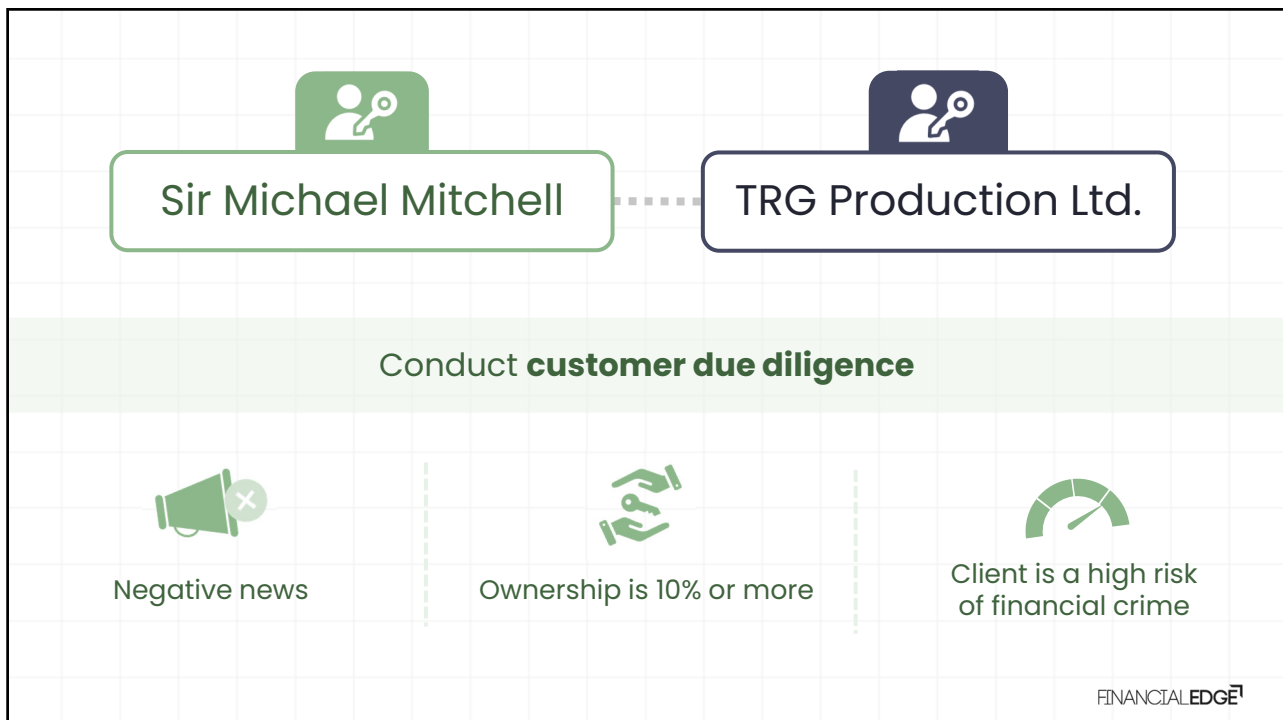 Sir Michael Mitchell
TRG Production Ltd.
Conduct customer due diligence
Negative news
Ownership is 10% or more
Client is a high risk
of financial crime
FINANCIALEDGE